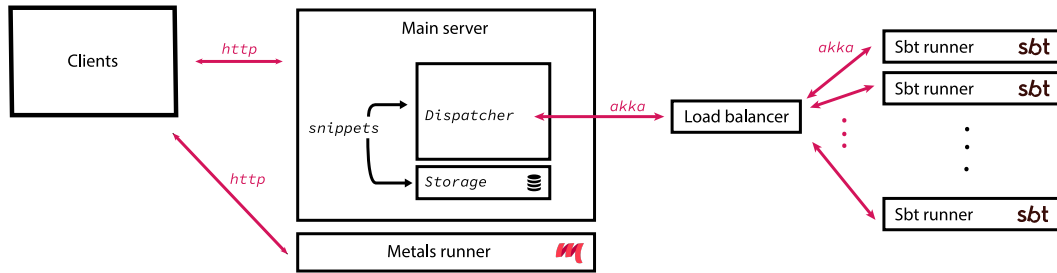 Clients
http
http
Main server
snippets
Dispatcher
Storage
Metals runner
akka
Load balancer
akka
Sbt runner sbt
Sbt runner sbt
Sbt runner sbt